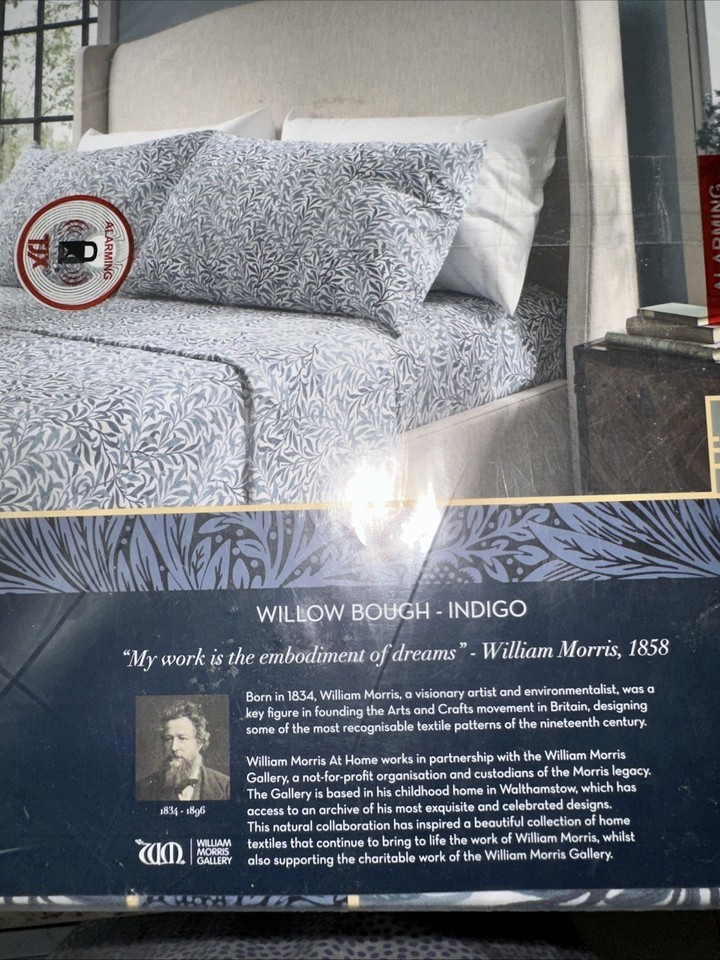 ALARMING
ALARMING
WILLOW BOUGH - INDIGO
“My work is the embodiment of dreams” - William Morris, 1858
Born in 1834, William Morris, a visionary artist and environmentalist, was a
key figure in founding the Arts and Crafts movement in Britain, designing
some of the most recognisable textile patterns of the nineteenth century.
William Morris At Home works in partnership with the William Morris
Gallery, a not-for-profit organisation and custodians of the Morris legacy.
The Gallery is based in his childhood home in Walthamstow, which has
access to an archive of his most exquisite and celebrated designs.
This natural collaboration has inspired a beautiful collection of home
textiles that continue to bring to life the work of William Morris, whilst
also supporting the charitable work of the William Morris Gallery.
1834 - 1896
WM
WILLIAM
MORRIS
GALLERY